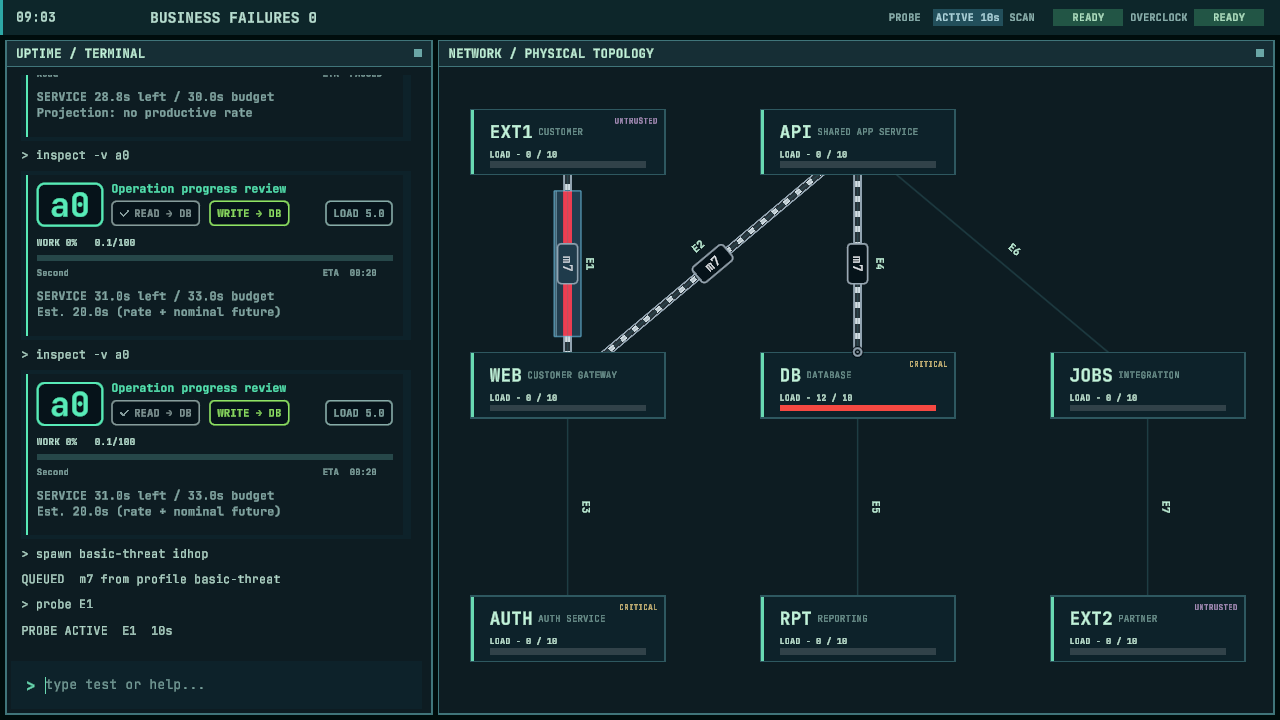 09:03
BUSINESS FAILURES 0
PROBE ACTIVE 10s SCAN READY OVERCLOCK READY
UPTIME / TERMINAL
SERVICE 28.8s left / 30.0s budget
Projection: no productive rate
> inspect -v a0
a0
Operation progress review
✓ READ → DB
WRITE → DB
LOAD 5.0
WORK 0% 0.1/100
Second ETA 00:20
SERVICE 31.0s left / 33.0s budget
Est. 20.0s (rate + nominal future)
> inspect -v a0
a0
Operation progress review
✓ READ → DB
WRITE → DB
LOAD 5.0
WORK 0% 0.1/100
Second ETA 00:20
SERVICE 31.0s left / 33.0s budget
Est. 20.0s (rate + nominal future)
> spawn basic-threat idhop
QUEUED m7 from profile basic-threat
> probe E1
PROBE ACTIVE E1 10s
> type test or help...
NETWORK / PHYSICAL TOPOLOGY
UNTRUSTED
EXT1 CUSTOMER
LOAD - 0 / 10
API SHARED APP SERVICE
LOAD - 0 / 10
m7
E1
E2
m7
m7
E4
E6
WEB CUSTOMER GATEWAY
LOAD - 0 / 10
CRITICAL
DB DATABASE
LOAD - 12 / 10
JOBS INTEGRATION
LOAD - 0 / 10
E3
E5
E7
CRITICAL
AUTH AUTH SERVICE
LOAD - 0 / 10
RPT REPORTING
LOAD - 0 / 10
UNTRUSTED
EXT2 PARTNER
LOAD - 0 / 10